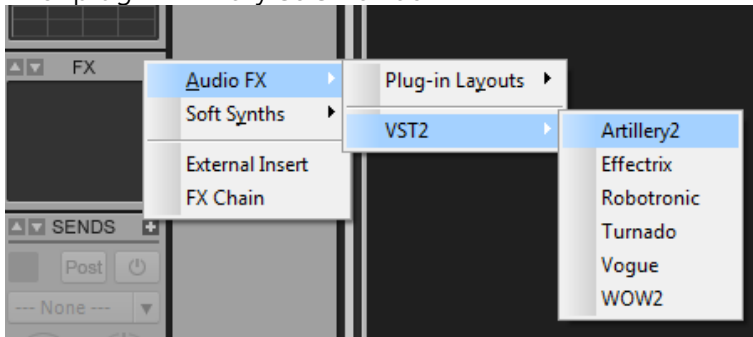 FX
Audio FX
Soft Synths
External Insert
FX Chain
Plug-in Layouts
VST2
Artillery2
Effectrix
Robotronic
Turnado
Vogue
WOW2
SENDS
Post
--- None ---